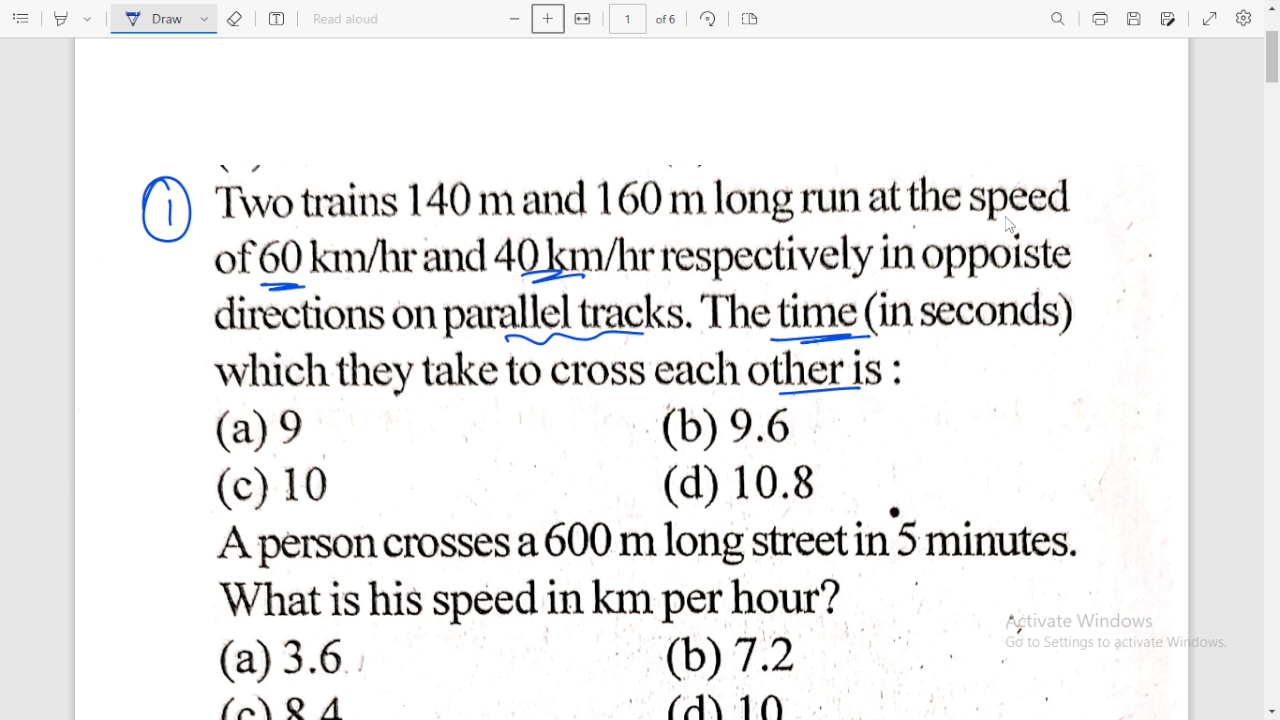 Draw
Read aloud
1 of 6
1
Two trains 140 m and 160 m long run at the speed
of 60 km/hr and 40 km/hr respectively in oppoiste
directions on parallel tracks. The time (in seconds)
which they take to cross each other is :
(a) 9 (b) 9.6
(c) 10 (d) 10.8
A person crosses a 600 m long street in 5 minutes.
What is his speed in km per hour?
Activate Windows
Go to Settings to activate Windows.
(a) 3.6 (b) 7.2
(c) 8.4 (d) 10